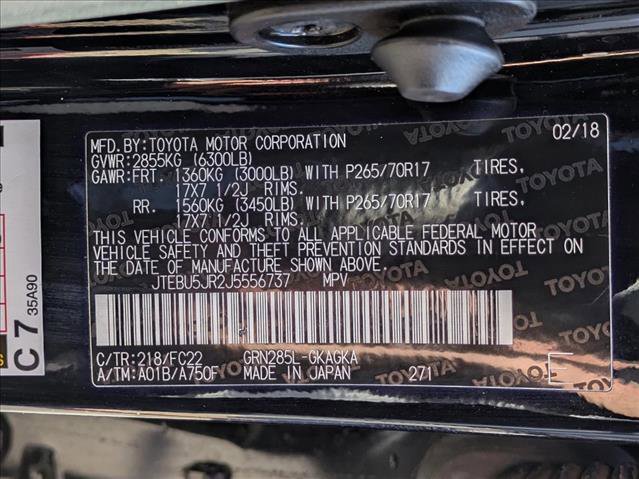 MFD.BY:TOYOTA MOTOR CORPORATION 02/18
GVWR:2855KG (6300LB)
GAWR:FRT. 1360KG (3000LB) WITH P265/70R17 TIRES,
17X7 1/2J RIMS.
RR. 1560KG (3450LB) WITH P265/70R17 TIRES,
17X7 1/2J RIMS.
THIS VEHICLE CONFORMS TO ALL APPLICABLE FEDERAL MOTOR
VEHICLE SAFETY AND THEFT PREVENTION STANDARDS IN EFFECT ON
THE DATE OF MANUFACTURE SHOWN ABOVE.
JTEBU5JR2J5556737 MPV
C/TR:218/FC22 GRN285L-GKAGKA
A/TM:A01B/A750F MADE IN JAPAN 271 E
C 7
35A90
TOYOTA